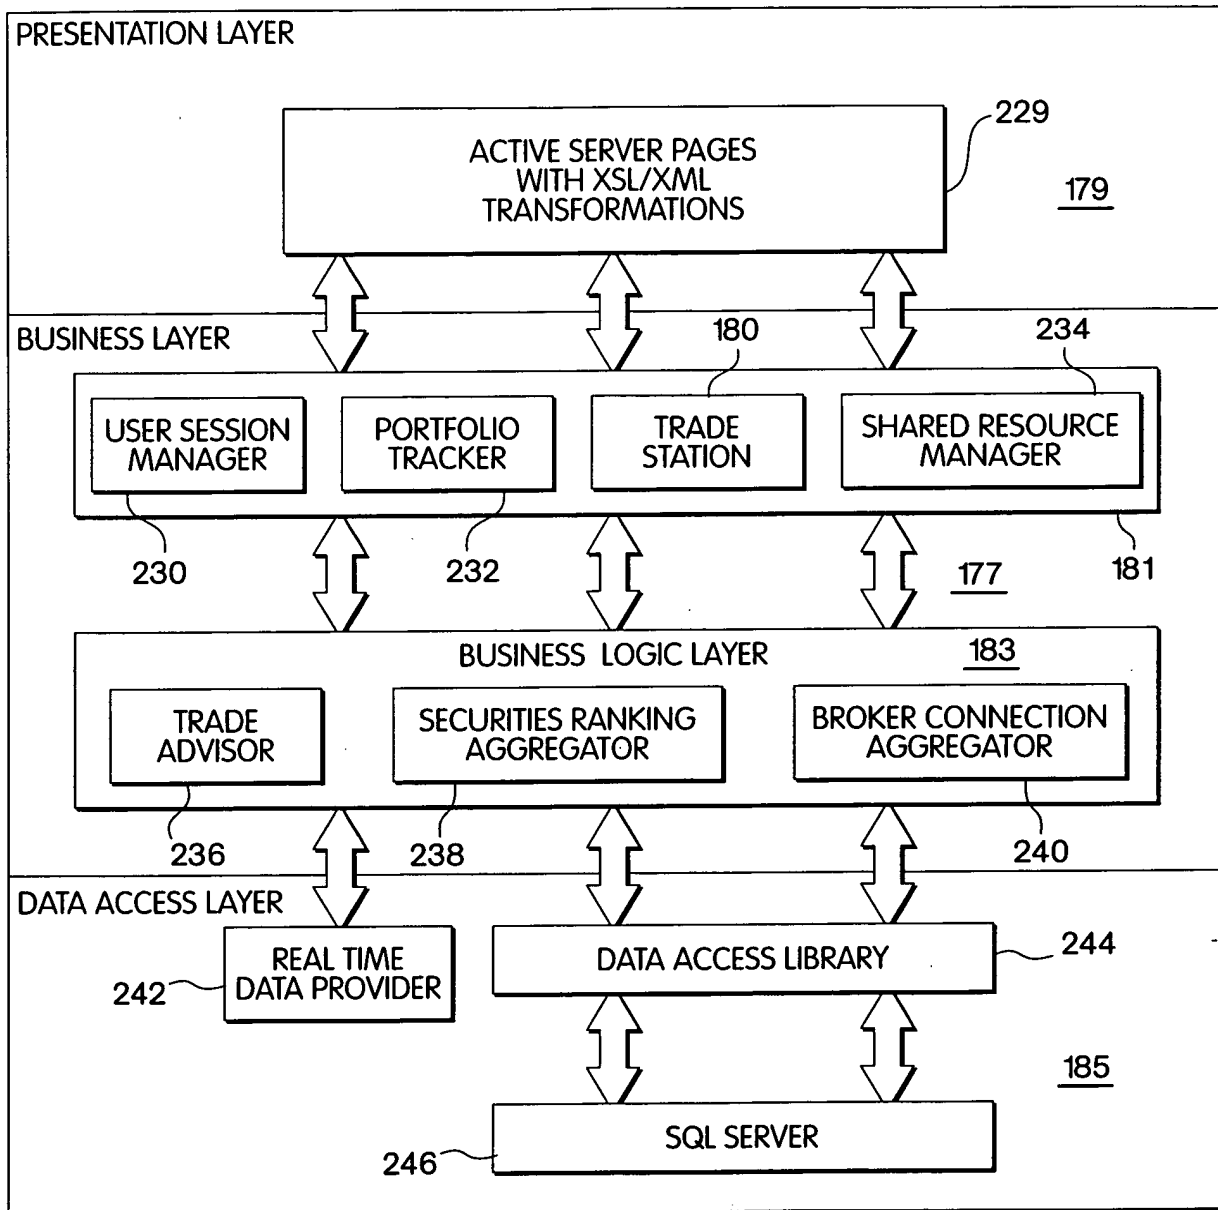 PRESENTATION LAYER
229
ACTIVE SERVER PAGES
WITH XSL/XML
TRANSFORMATIONS
179
BUSINESS LAYER
180
234
USER SESSION
MANAGER
PORTFOLIO
TRACKER
TRADE
STATION
SHARED RESOURCE
MANAGER
230
232
177
181
BUSINESS LOGIC LAYER
183
TRADE
ADVISOR
SECURITIES RANKING
AGGREGATOR
BROKER CONNECTION
AGGREGATOR
236
238
240
DATA ACCESS LAYER
REAL TIME
DATA PROVIDER
242
DATA ACCESS LIBRARY
244
185
SQL SERVER
246